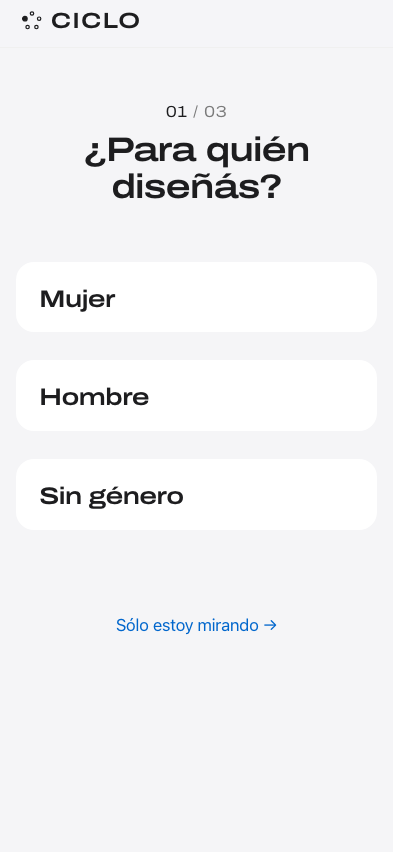 CICLO
01 / 03
¿Para quién
diseñás?
Mujer
Hombre
Sin género
Sólo estoy mirando →